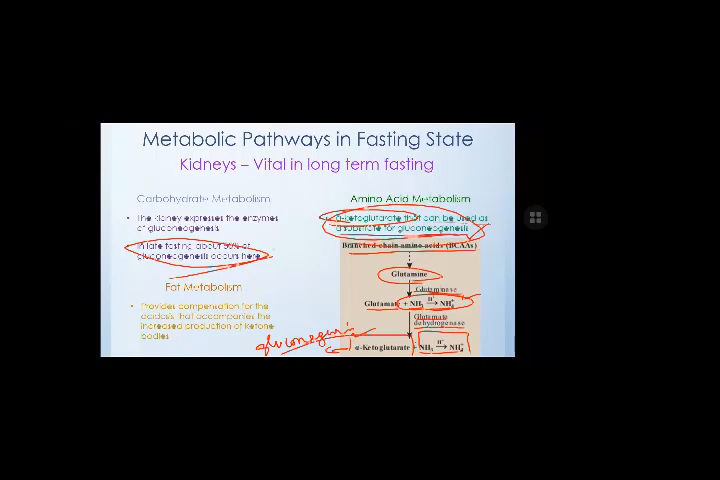 Metabolic Pathways in Fasting State
Kidneys – Vital in long term fasting
Carbohydrate Metabolism
• The kidney expresses the enzymes
of gluconeogenesis
In late fasting about 50% of
gluconeogenesis occurs here
Fat Metabolism
• Provides compensation for the
acidosis that accompanies the
increased production of ketone
bodies
Amino Acid Metabolism
α-ketoglutarate that can be used as
a substrate for gluconeogenesis
Branched chain amino acids (BCAAs)
Glutamine
Glutaminase
Glutamate + NH₃ H⁺→ NH₄⁺
Glutamate
dehydrogenase
α-Ketoglutarate + NH₃ H⁺→ NH₄⁺